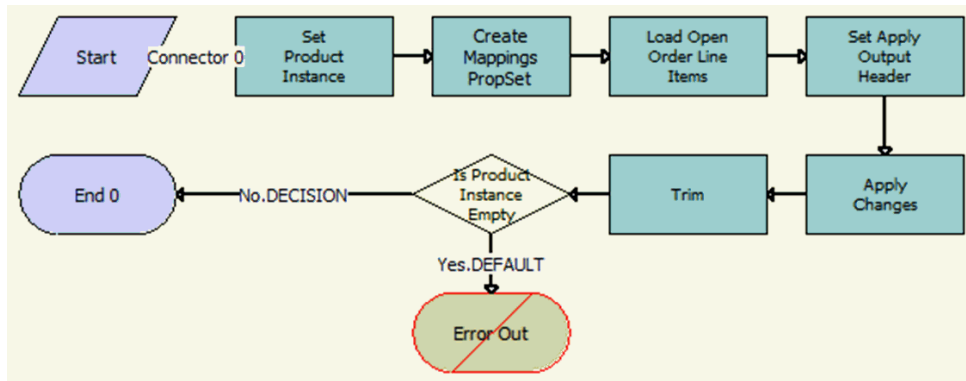 Start
Connector 0
Set
Product
Instance
Create
Mappings
PropSet
Load Open
Order Line
Items
Set Apply
Output
Header
End 0
No.DECISION
Is Product
Instance
Empty
Trim
Apply
Changes
Yes.DEFAULT
Error Out